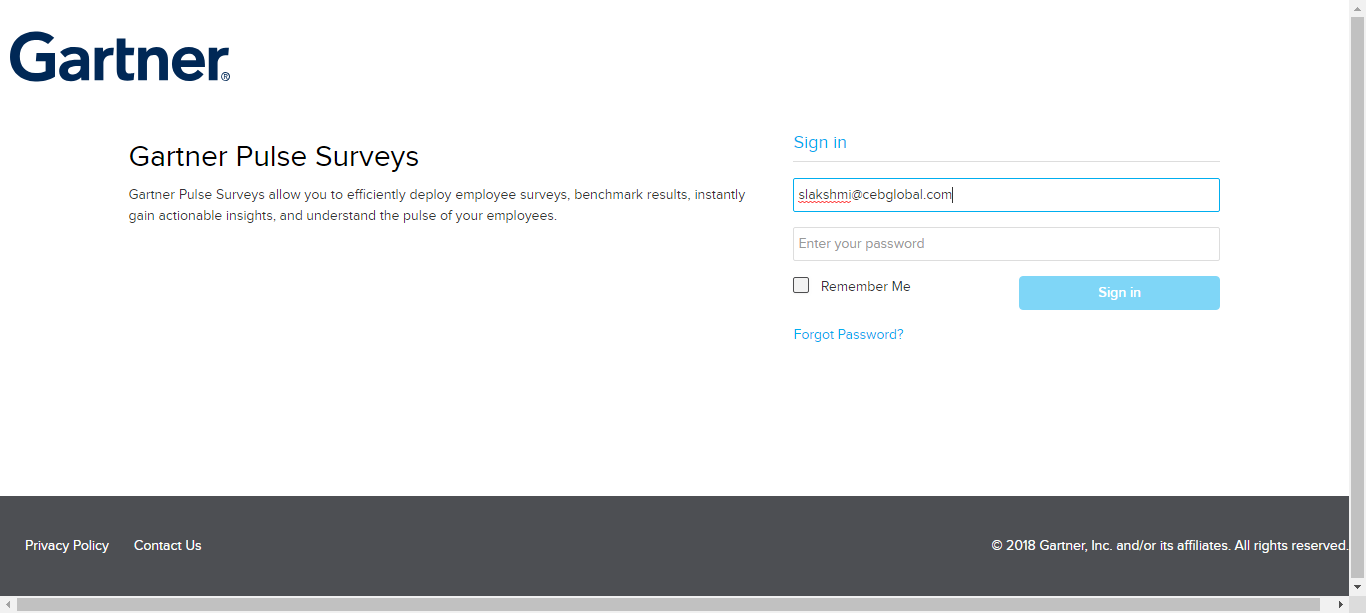 Gartner®
Gartner Pulse Surveys
Gartner Pulse Surveys allow you to efficiently deploy employee surveys, benchmark results, instantly
gain actionable insights, and understand the pulse of your employees.
Sign in
slakshmi@cebglobal.com
Enter your password
Remember Me
Sign in
Forgot Password?
Privacy Policy
Contact Us
© 2018 Gartner, Inc. and/or its affiliates. All rights reserved.